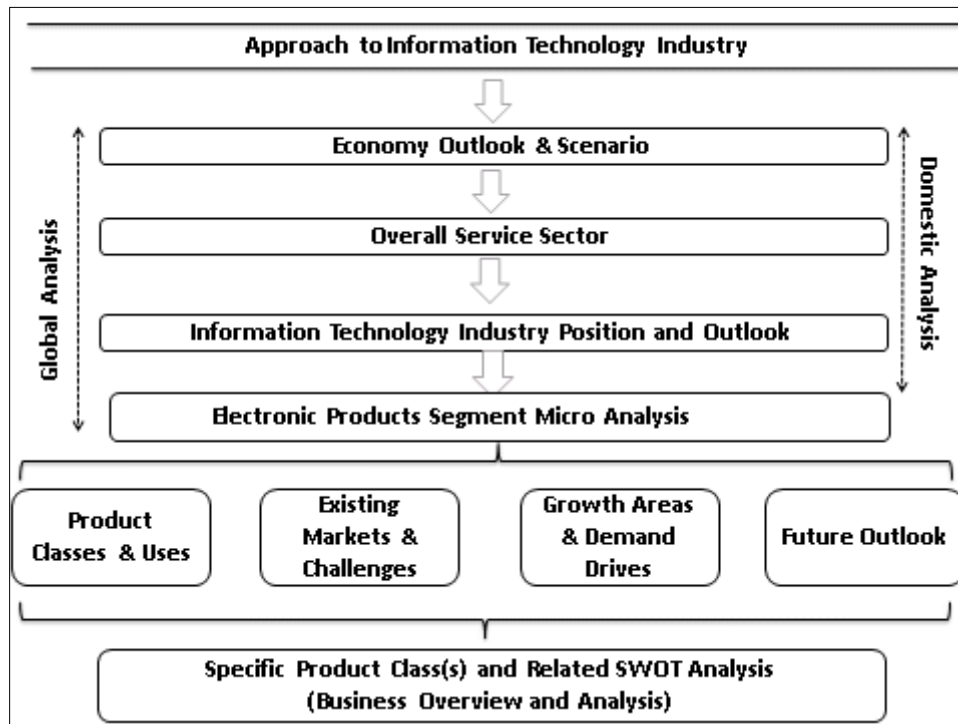 Approach to Information Technology Industry
Economy Outlook & Scenario
Global Analysis
Domestic Analysis
Overall Service Sector
Information Technology Industry Position and Outlook
Electronic Products Segment Micro Analysis
Product
Classes & Uses
Existing
Markets &
Challenges
Growth Areas
& Demand
Drives
Future Outlook
Specific Product Class(s) and Related SWOT Analysis
(Business Overview and Analysis)